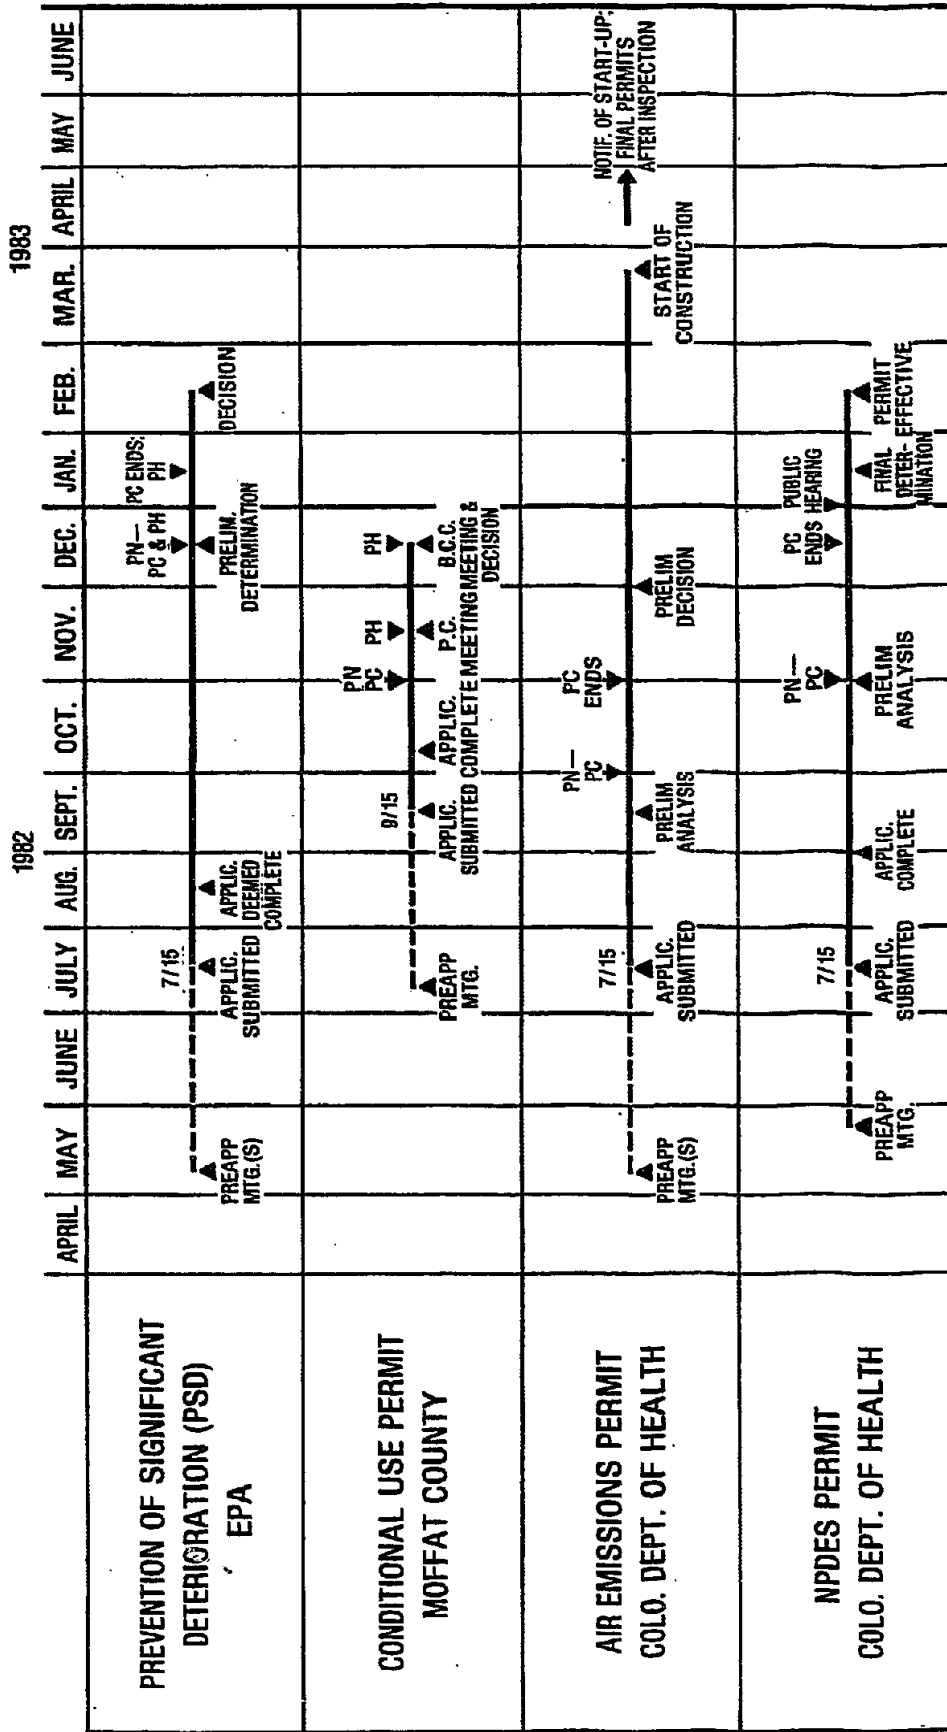 1982
1983
APRIL
MAY
JUNE
JULY
AUG.
SEPT.
OCT.
NOV.
DEC.
JAN.
FEB.
MAR.
APRIL
MAY
JUNE
PREVENTION OF SIGNIFICANT
DETERIORATION (PSD)
EPA
PREAPP
MTG.(S)
7/15
APPLIC.
SUBMITTED
APPLIC.
DEEMED
COMPLETE
PN—
PC & PH
PRELIM.
DETERMINATION
PC ENDS:
PH
DECISION
CONDITIONAL USE PERMIT
MOFFAT COUNTY
PREAPP
MTG.
9/15
APPLIC.
SUBMITTED
APPLIC.
COMPLETE
PN
PC
PH
P.C.
MEETING
PH
B.C.C.
MEETING &
DECISION
AIR EMISSIONS PERMIT
COLO. DEPT. OF HEALTH
PREAPP
MTG.(S)
7/15
APPLIC.
SUBMITTED
PRELIM
ANALYSIS
PN—
PC
PC
ENDS
PRELIM
DECISION
START OF
CONSTRUCTION
NOTIF. OF START-UP;
FINAL PERMITS
AFTER INSPECTION
NPDES PERMIT
COLO. DEPT. OF HEALTH
PREAPP
MTG.
7/15
APPLIC.
SUBMITTED
APPLIC.
COMPLETE
PN—
PC
PRELIM
ANALYSIS
PC
ENDS
PUBLIC
HEARING
FINAL
DETER-
MINATION
PERMIT
EFFECTIVE